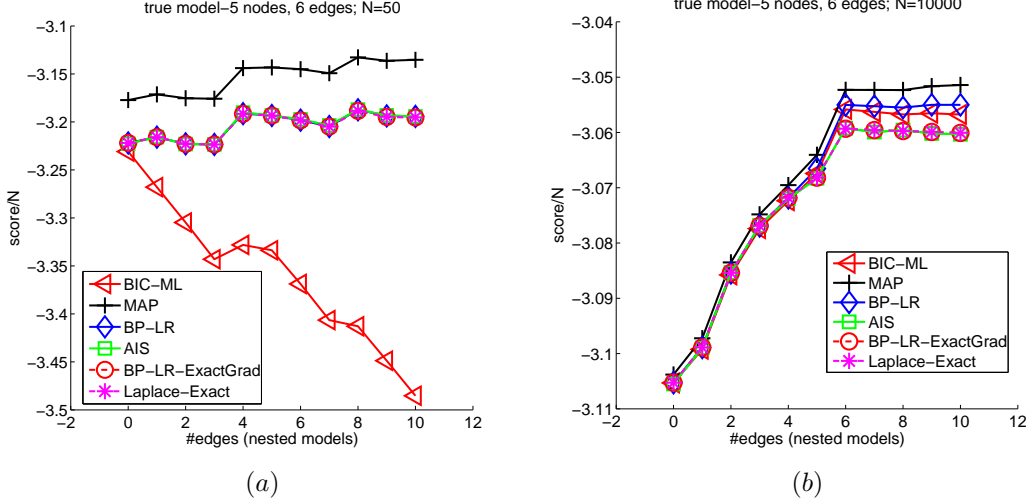 true model−5 nodes, 6 edges; N=50
−3.1
−3.15
−3.2
−3.25
−3.3
−3.35
−3.4
−3.45
−3.5
score/N
BIC−ML
MAP
BP−LR
AIS
BP−LR−ExactGrad
Laplace−Exact
−2 0 2 4 6 8 10 12
#edges (nested models)
(a)
true model−5 nodes, 6 edges; N=10000
−3.04
−3.05
−3.06
−3.07
−3.08
−3.09
−3.1
−3.11
score/N
BIC−ML
MAP
BP−LR
AIS
BP−LR−ExactGrad
Laplace−Exact
−2 0 2 4 6 8 10 12
#edges (nested models)
(b)